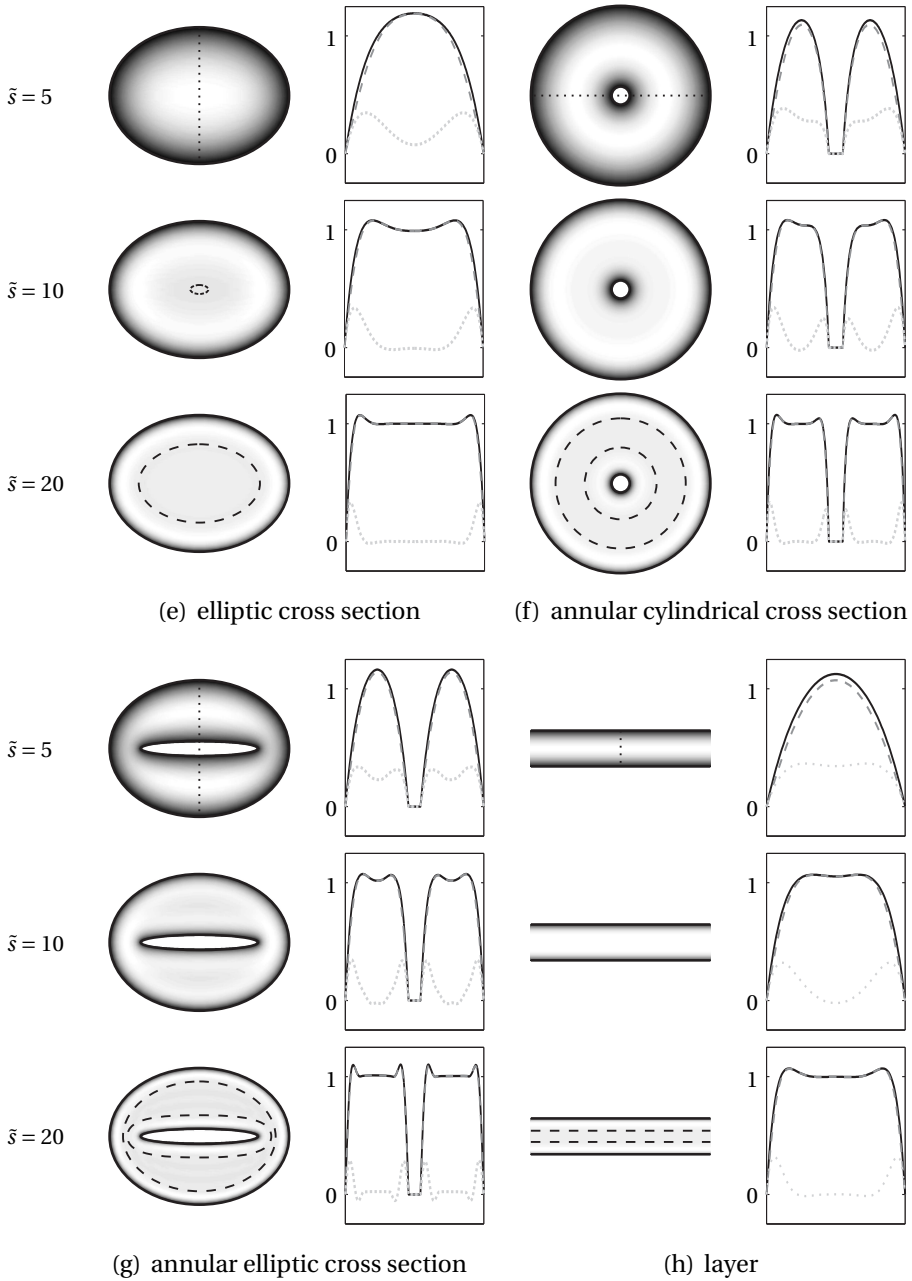 s̃ = 5
1
0
1
0
s̃ = 10
1
0
1
0
s̃ = 20
1
0
1
0
(e) elliptic cross section
(f) annular cylindrical cross section
s̃ = 5
1
0
1
0
s̃ = 10
1
0
1
0
s̃ = 20
1
0
1
0
(g) annular elliptic cross section
(h) layer